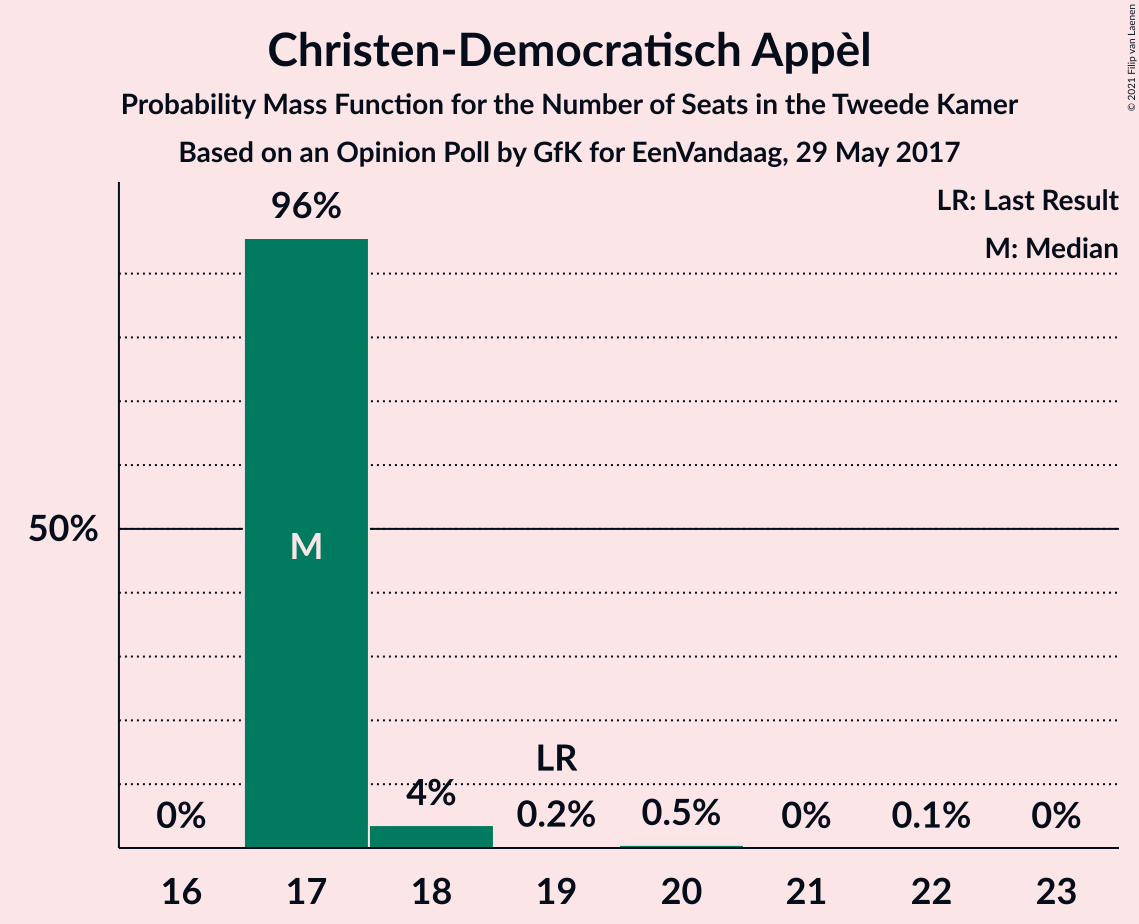 Christen-Democratisch Appèl
Probability Mass Function for the Number of Seats in the Tweede Kamer
Based on an Opinion Poll by GfK for EenVandaag, 29 May 2017
© 2021 Filip van Laenen
LR: Last Result
M: Median
96%
50%
M
LR
0%
4%
0.2%
0.5%
0%
0.1%
0%
16 17 18 19 20 21 22 23